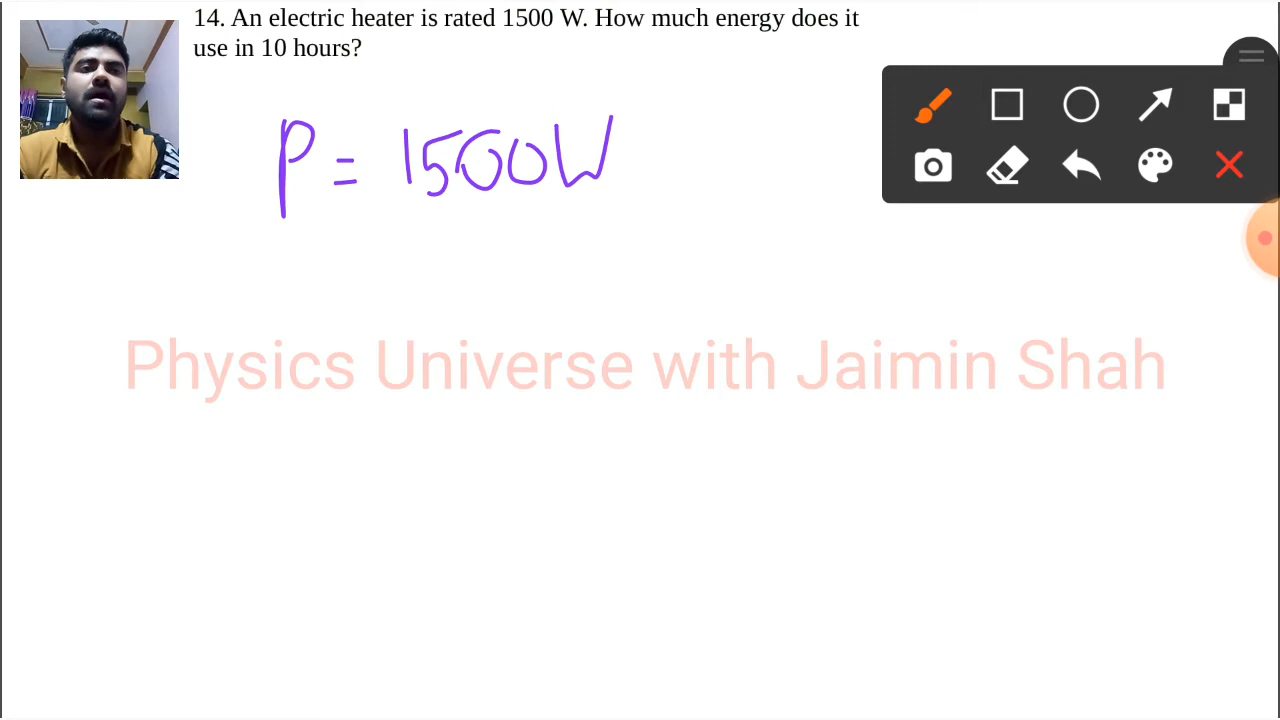 14. An electric heater is rated 1500 W. How much energy does it
use in 10 hours?
P = 1500W
Physics Universe with Jaimin Shah